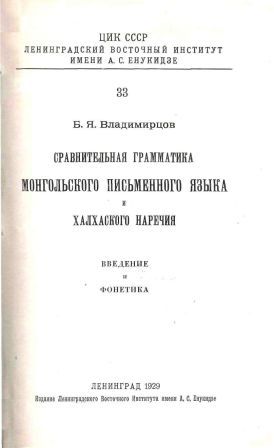 ЦИК СССР
ЛЕНИНГРАДСКИЙ ВОСТОЧНЫЙ ИНСТИТУТ
ИМЕНИ А. С. ЕНУКИДЗЕ
33
Б. Я. Владимирцов
СРАВНИТЕЛЬНАЯ ГРАММАТИКА
МОНГОЛЬСКОГО ПИСЬМЕННОГО ЯЗЫКА
И
ХАЛХАСКОГО НАРЕЧИЯ
ВВЕДЕНИЕ
И
ФОНЕТИКА
ЛЕНИНГРАД 1929
Издание Ленинградского Восточного Института имени А. С. Енукидзе